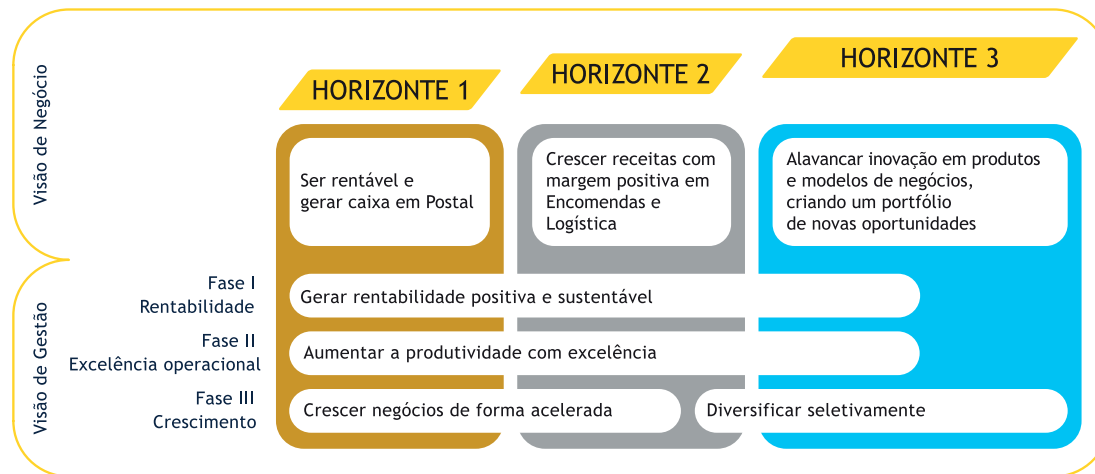 Visão de Negócio
HORIZONTE 1
HORIZONTE 2
HORIZONTE 3
Ser rentável e
gerar caixa em Postal
Crescer receitas com
margem positiva em
Encomendas e
Logística
Alavancar inovação em produtos
e modelos de negócios,
criando um portfólio
de novas oportunidades
Visão de Gestão
Fase I
Rentabilidade
Gerar rentabilidade positiva e sustentável
Fase II
Excelência operacional
Aumentar a produtividade com excelência
Fase III
Crescimento
Crescer negócios de forma acelerada
Diversificar seletivamente